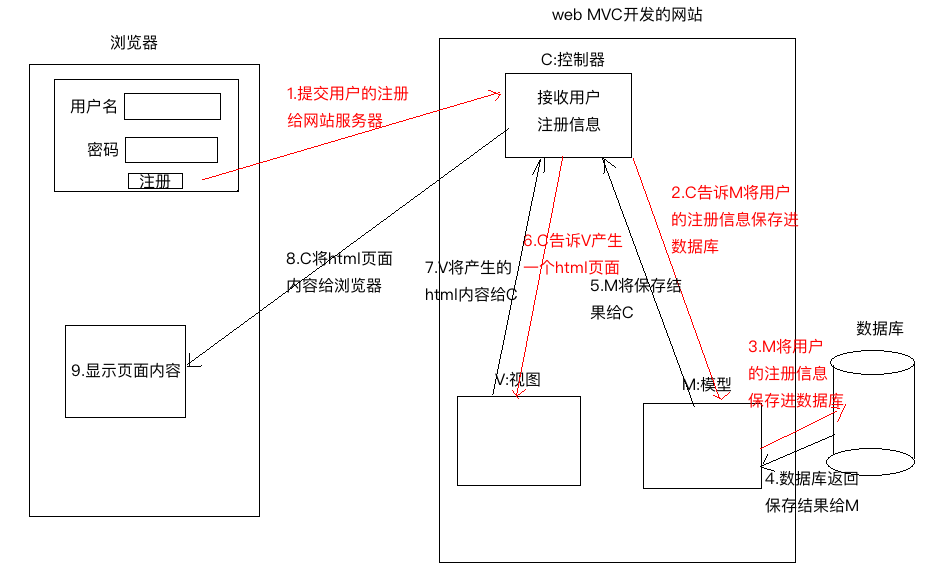 web MVC开发的网站
浏览器
C:控制器
用户名
密码
注册
1.提交用户的注册
给网站服务器
接收用户
注册信息
2.C告诉M将用户
的注册信息保存进
数据库
6.C告诉V产生
一个html页面
7.V将产生的
html内容给C
8.C将html页面
内容给浏览器
5.M将保存结
果给C
9.显示页面内容
V:视图
M:模型
数据库
3.M将用户
的注册信息
保存进数据库
4.数据库返回
保存结果给M